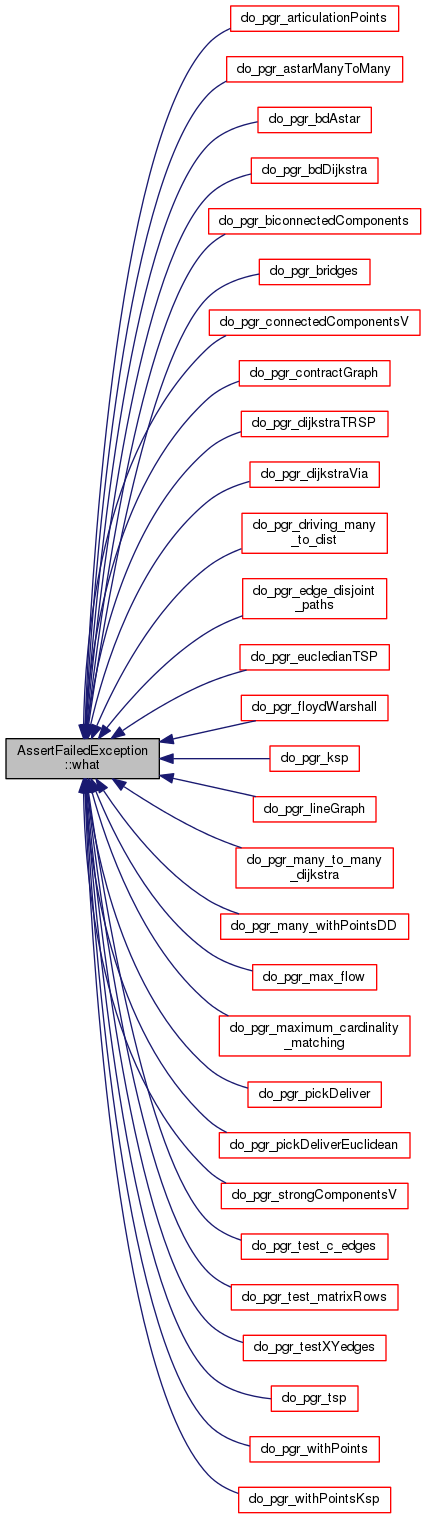 do_pgr_articulationPoints
do_pgr_astarManyToMany
do_pgr_bdAstar
do_pgr_bdDijkstra
do_pgr_biconnectedComponents
do_pgr_bridges
do_pgr_connectedComponentsV
do_pgr_contractGraph
do_pgr_dijkstraTRSP
do_pgr_dijkstraVia
do_pgr_driving_many
_to_dist
do_pgr_edge_disjoint
_paths
do_pgr_eucledianTSP
do_pgr_floydWarshall
AssertFailedException
::what
do_pgr_ksp
do_pgr_lineGraph
do_pgr_many_to_many
_dijkstra
do_pgr_many_withPointsDD
do_pgr_max_flow
do_pgr_maximum_cardinality
_matching
do_pgr_pickDeliver
do_pgr_pickDeliverEuclidean
do_pgr_strongComponentsV
do_pgr_test_c_edges
do_pgr_test_matrixRows
do_pgr_testXYedges
do_pgr_tsp
do_pgr_withPoints
do_pgr_withPointsKsp